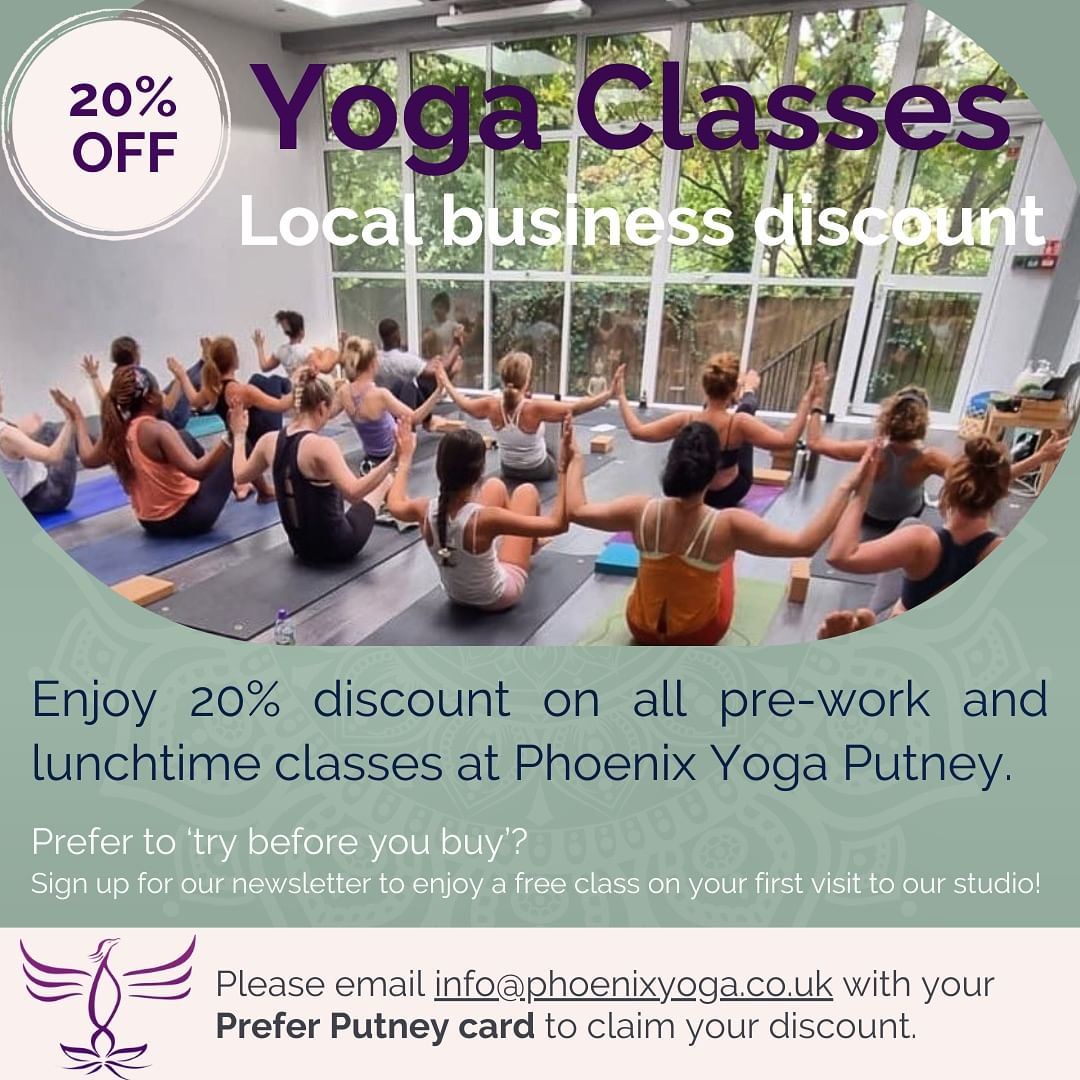 20%
OFF
Yoga Classes
Local business discount
Enjoy 20% discount on all pre-work and
lunchtime classes at Phoenix Yoga Putney.
Prefer to ‘try before you buy’?
Sign up for our newsletter to enjoy a free class on your first visit to our studio!
Please email info@phoenixyoga.co.uk with your
Prefer Putney card to claim your discount.